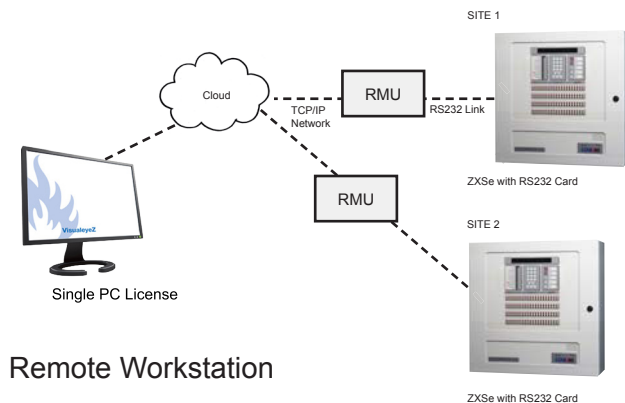 SITE 1
Cloud
RMU
TCP/IP
Network
RS232 Link
ZXSe with RS232 Card
RMU
SITE 2
VisualeyeZ
Single PC License
Remote Workstation
ZXSe with RS232 Card